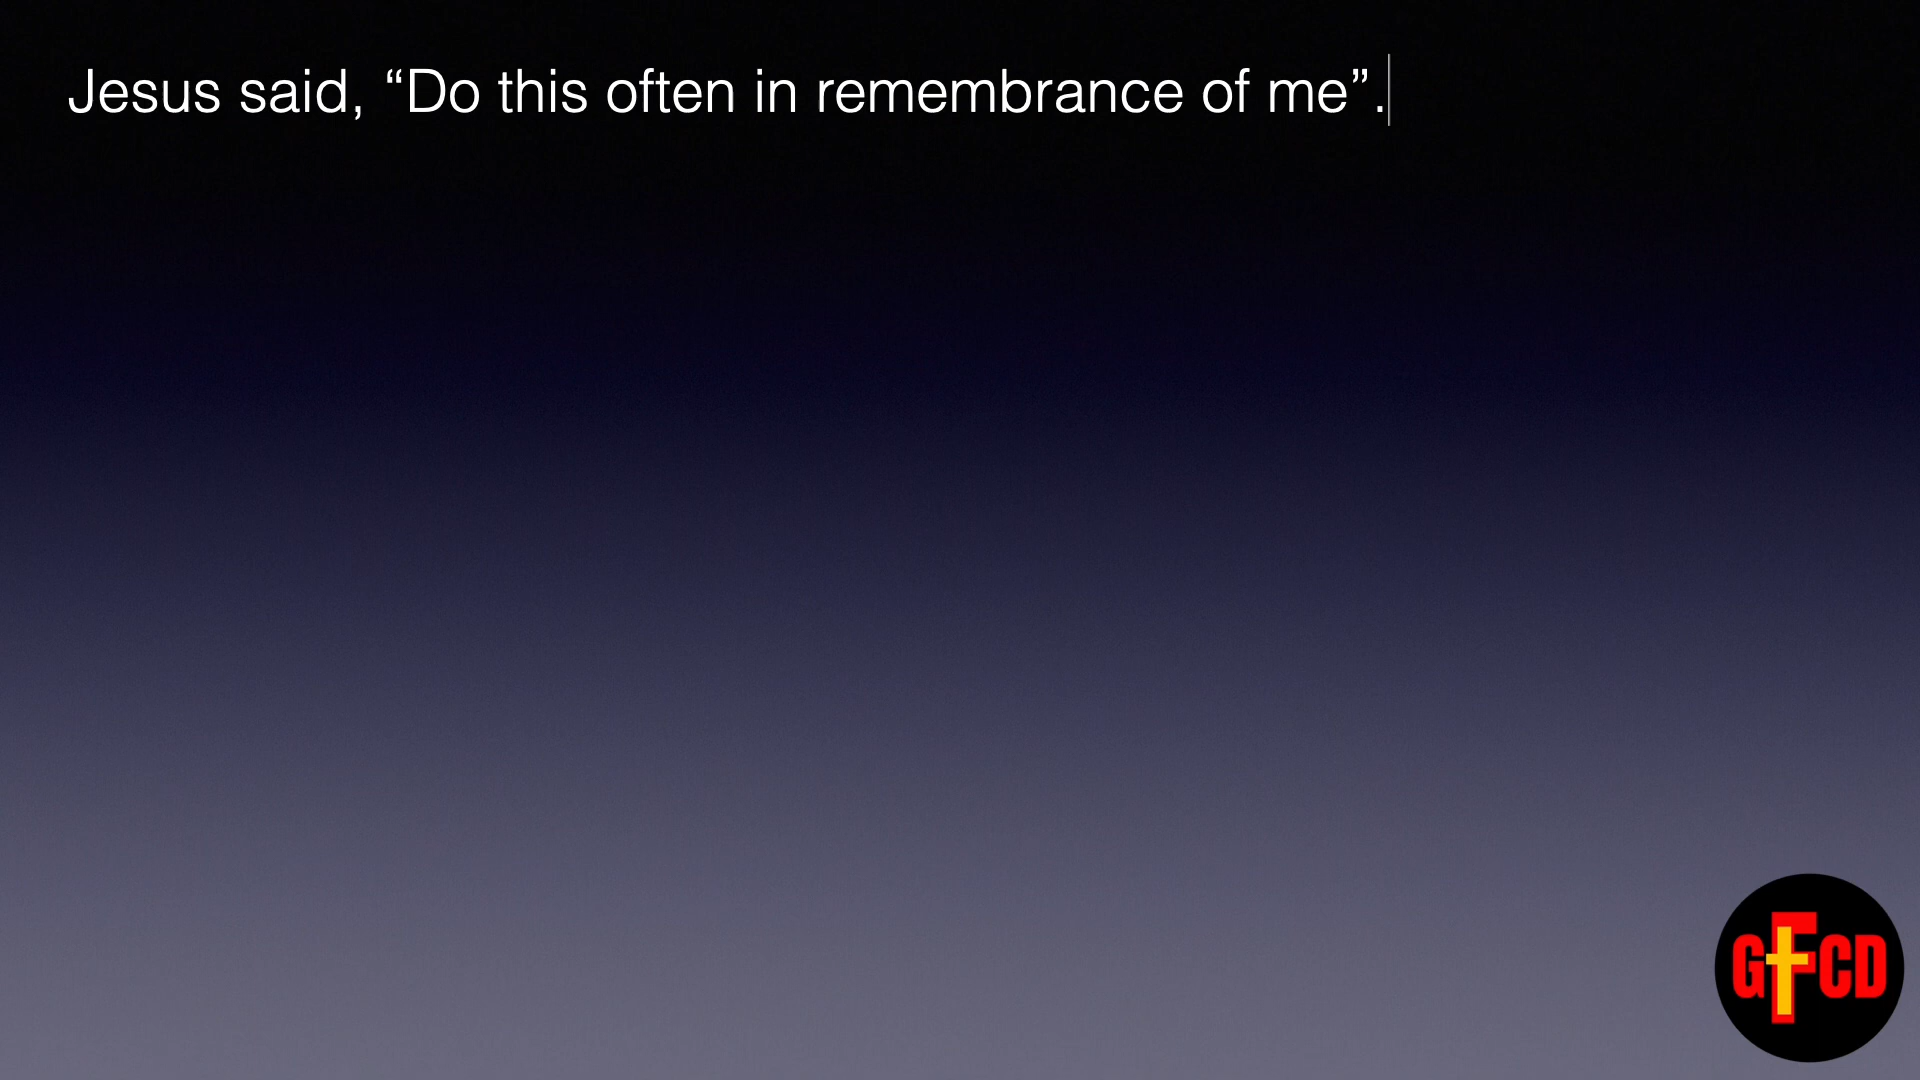 Jesus said, “Do this often in remembrance of me”.
GFCD